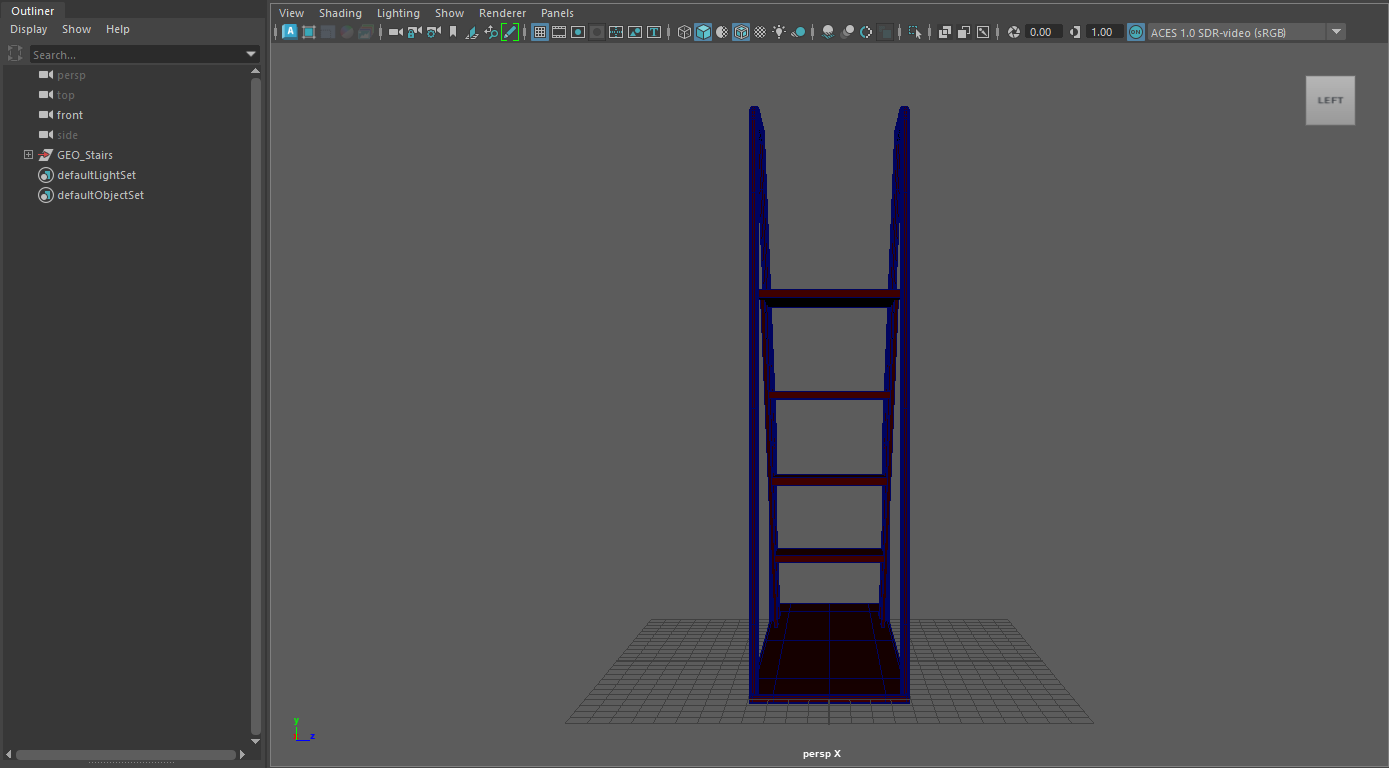 Outliner
Display Show Help
Search...
persp
top
front
side
GEO_Stairs
defaultLightSet
defaultObjectSet
View Shading Lighting Show Renderer Panels
A T 0.00 1.00 ON ACES 1.0 SDR-video (sRGB)
LEFT
y
z
persp X